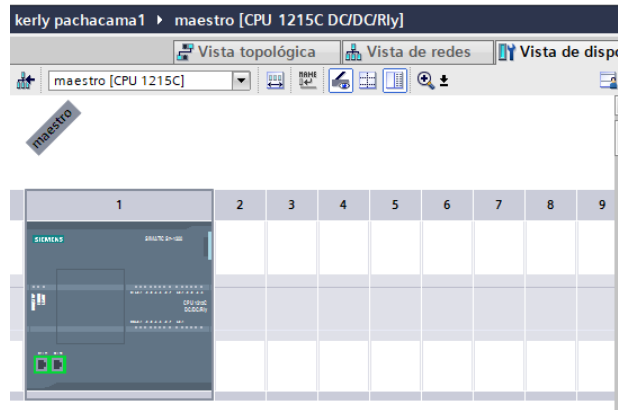 kerly pachacama1 ▸ maestro [CPU 1215C DC/DC/Rly]
Vista topológica Vista de redes Vista de dispo
maestro [CPU 1215C]
maestro
1 2 3 4 5 6 7 8 9
SIEMENS
CPU 1215C
DC/DC/Rly